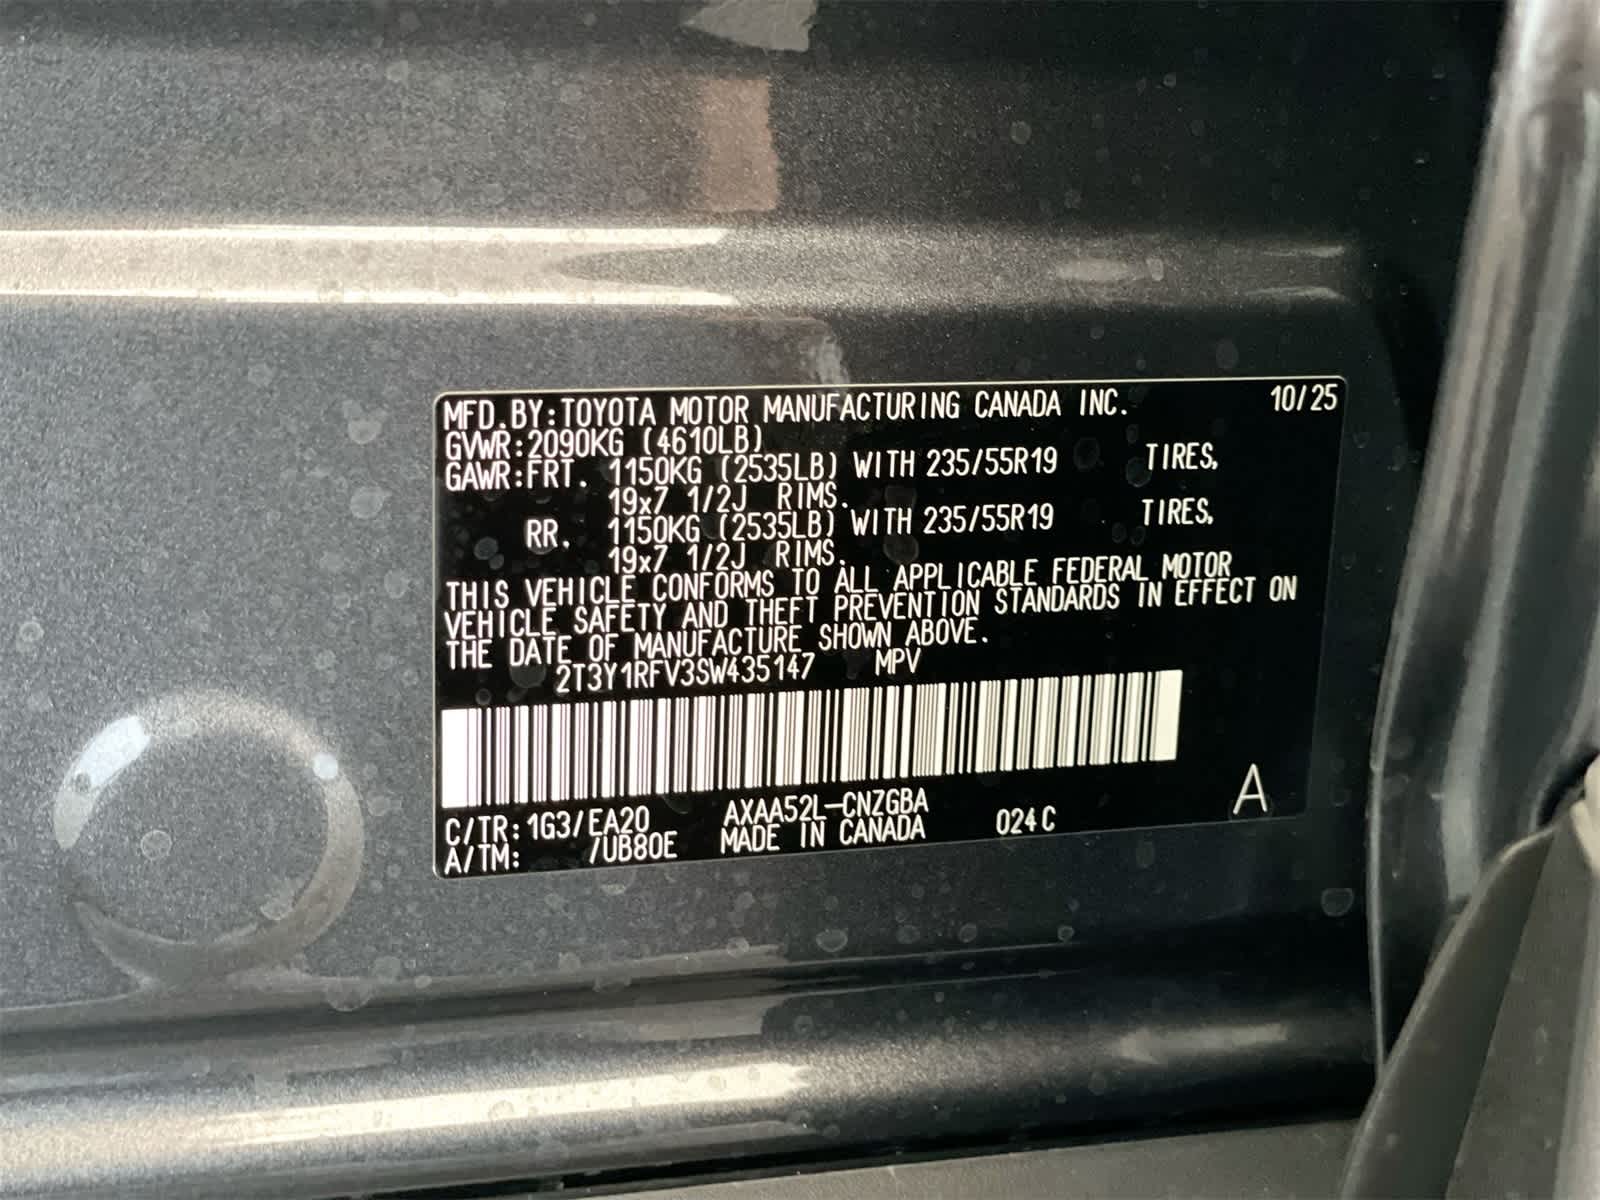 MFD.BY:TOYOTA MOTOR MANUFACTURING CANADA INC. 10/25
GVWR:2090KG (4610LB)
GAWR:FRT. 1150KG (2535LB) WITH 235/55R19 TIRES,
19x7 1/2J RIMS.
RR. 1150KG (2535LB) WITH 235/55R19 TIRES,
19x7 1/2J RIMS.
THIS VEHICLE CONFORMS TO ALL APPLICABLE FEDERAL MOTOR
VEHICLE SAFETY AND THEFT PREVENTION STANDARDS IN EFFECT ON
THE DATE OF MANUFACTURE SHOWN ABOVE.
2T3Y1RFV3SW435147 MPV
C/TR:1G3/EA20 AXAA52L-CNZGBA 024C A
A/TM: /UB80E MADE IN CANADA